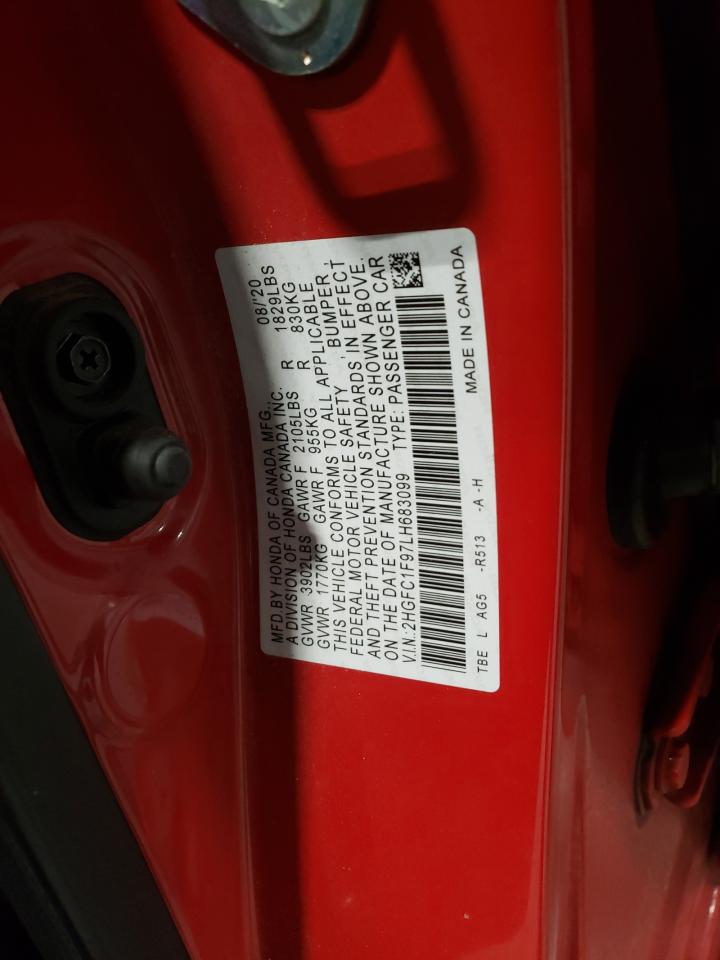 MFD.BY HONDA OF CANADA MFG., 08/'20
A DIVISION OF HONDA CANADA INC.
GVWR 3902LBS GAWR F 2105LBS R 1829LBS
GVWR 1770KG GAWR F 955KG R 830KG
THIS VEHICLE CONFORMS TO ALL APPLICABLE
FEDERAL MOTOR VEHICLE SAFETY , BUMPER ,
AND THEFT PREVENTION STANDARDS IN EFFECT
ON THE DATE OF MANUFACTURE SHOWN ABOVE.
V.I.N.:2HGFC1F97LH683099 TYPE: PASSENGER CAR
TBE L AG5 -R513 -A -H MADE IN CANADA